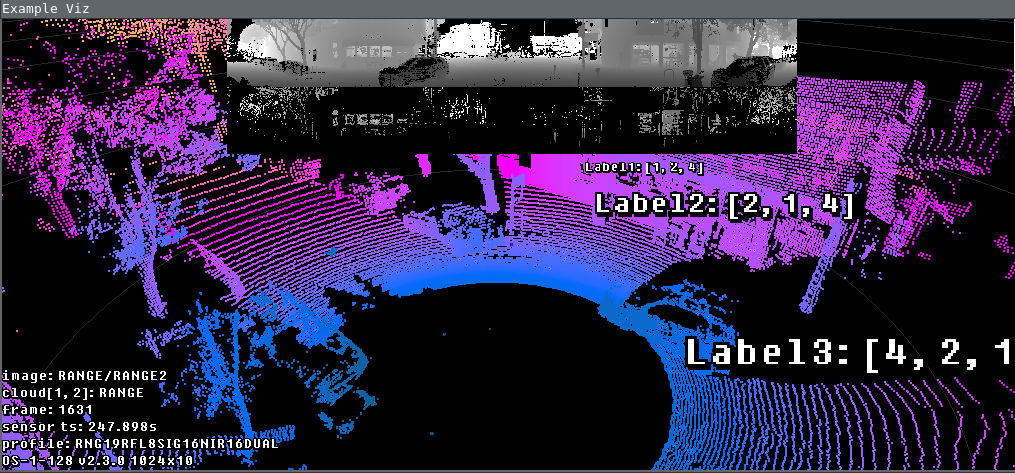 Example Viz
Label1: [1, 2, 4]
Label2: [2, 1, 4]
Label3: [4, 2, 1
image: RANGE/RANGE2
cloud[1, 2]: RANGE
frame: 1631
sensor ts: 247.898s
profile: RNG19RFL8SIG16NIR16DUAL
OS-1-128 v2.3.0 1024x10